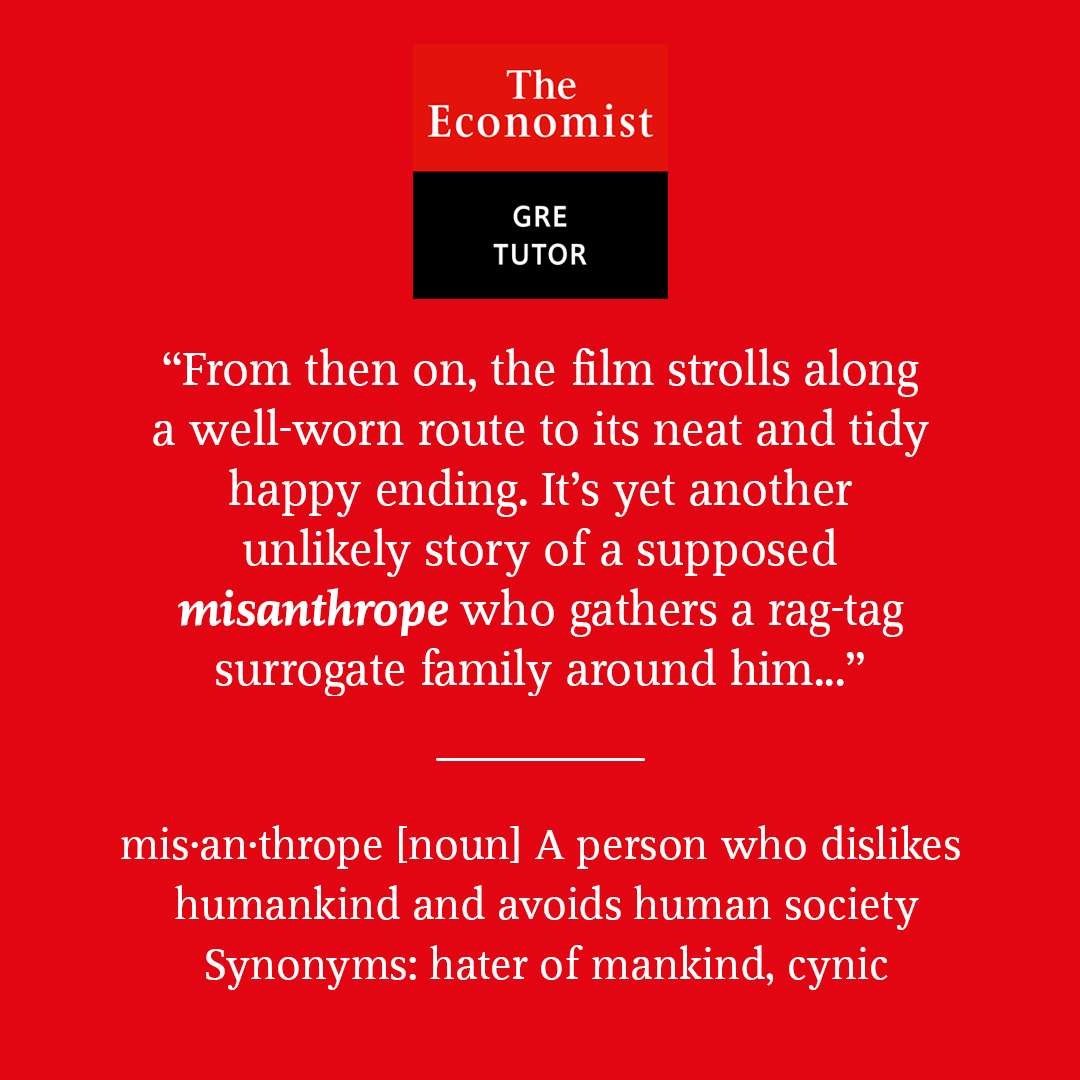 The
Economist
GRE
TUTOR
“From then on, the film strolls along
a well-worn route to its neat and tidy
happy ending. It’s yet another
unlikely story of a supposed
misanthrope who gathers a rag-tag
surrogate family around him...”
mis·an·thrope [noun] A person who dislikes
humankind and avoids human society
Synonyms: hater of mankind, cynic